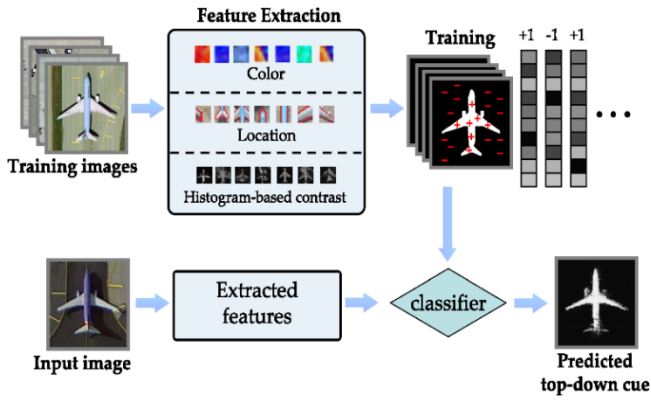 Feature Extraction
Color
Location
Histogram-based contrast
Training images
Training
+1 -1 +1
...
Input image
Extracted
features
classifier
Predicted
top-down cue